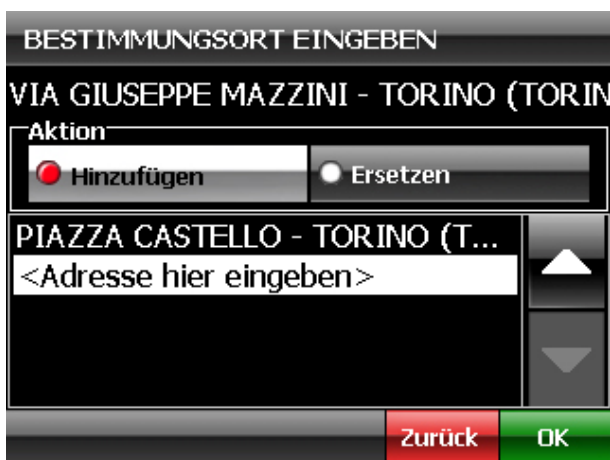 BESTIMMUNGSORT EINGEBEN
VIA GIUSEPPE MAZZINI - TORINO (TORIN
Aktion
Hinzufügen Ersetzen
PIAZZA CASTELLO - TORINO (T...
<Adresse hier eingeben>
Zurück OK